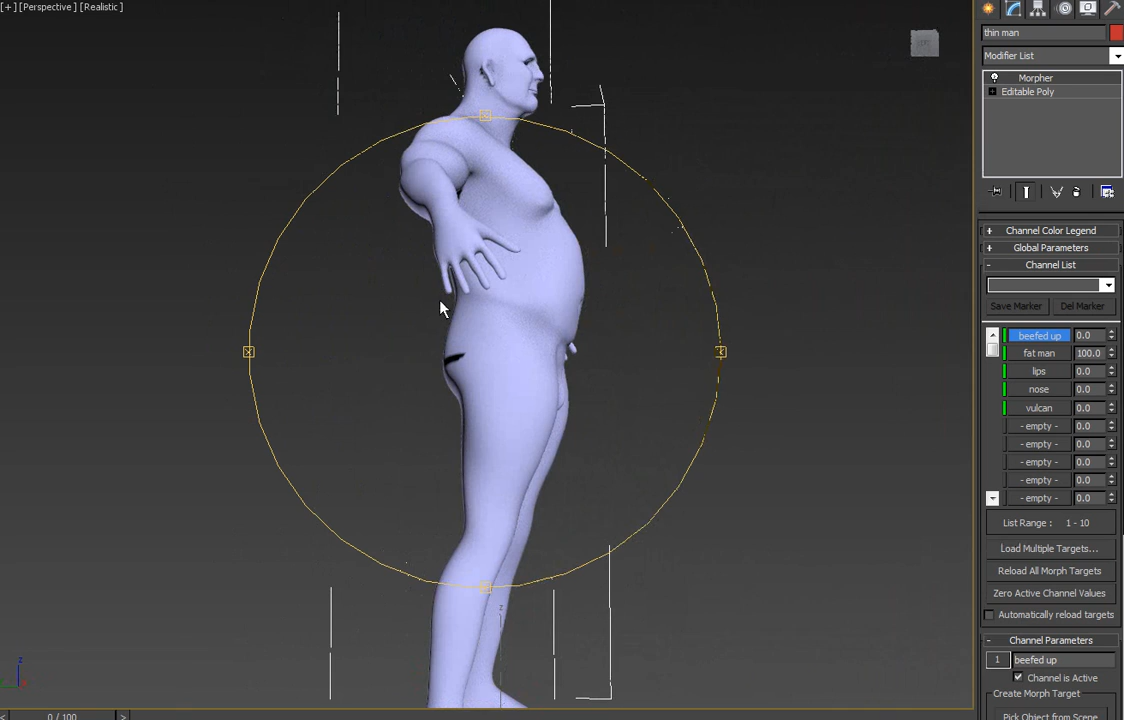 [+] [Perspective] [Realistic]
thin man
Modifier List
Morpher
Editable Poly
+ Channel Color Legend
+ Global Parameters
- Channel List
Save Marker Del Marker
beefed up 0.0
fat man 100.0
lips 0.0
nose 0.0
vulcan 0.0
- empty - 0.0
- empty - 0.0
- empty - 0.0
- empty - 0.0
- empty - 0.0
List Range : 1 - 10
Load Multiple Targets...
Reload All Morph Targets
Zero Active Channel Values
Automatically reload targets
- Channel Parameters
1 beefed up
Channel is Active
Create Morph Target
Pick Object from Scene
z
z
< 0 / 100 >